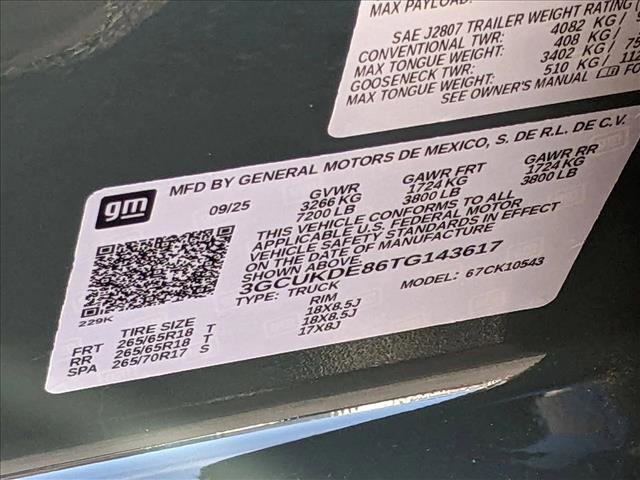 MAX PAYLOAD:
SAE J2807 TRAILER WEIGHT RATING
CONVENTIONAL TWR: 4082 KG /
MAX TONGUE WEIGHT: 408 KG /
GOOSENECK TWR: 3402 KG / 75
MAX TONGUE WEIGHT: 510 KG / 112
SEE OWNER'S MANUAL FO
gm
MFD BY GENERAL MOTORS DE MEXICO, S. DE R.L. DE C.V.
09/25 GVWR GAWR FRT GAWR RR
3266 KG 1724 KG 1724 KG
7200 LB 3800 LB 3800 LB
THIS VEHICLE CONFORMS TO ALL
APPLICABLE U.S. FEDERAL MOTOR
VEHICLE SAFETY STANDARDS IN EFFECT
ON THE DATE OF MANUFACTURE
SHOWN ABOVE.
3GCUKDE86TG143617
TYPE: TRUCK MODEL: 67CK10543
229K
TIRE SIZE RIM
FRT 265/65R18 T 18X8.5J
RR 265/65R18 T 18X8.5J
SPA 265/70R17 S 17X8J